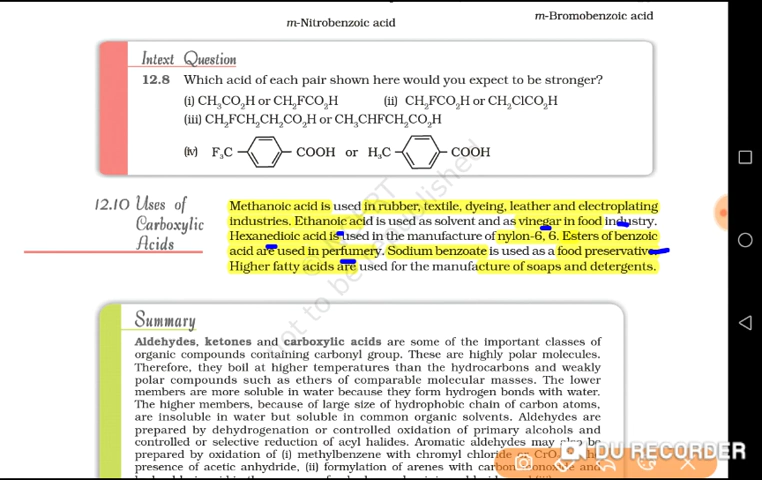 m-Nitrobenzoic acid
m-Bromobenzoic acid
Intext Question
12.8 Which acid of each pair shown here would you expect to be stronger?
(i) CH₃CO₂H or CH₂FCO₂H (ii) CH₂FCO₂H or CH₂ClCO₂H
(iii) CH₂FCH₂CH₂CO₂H or CH₃CHFCH₂CO₂H
(iv) F₃C COOH or H₃C COOH
12.10 Uses of Carboxylic Acids
Methanoic acid is used in rubber, textile, dyeing, leather and electroplating
industries. Ethanoic acid is used as solvent and as vinegar in food industry.
Hexanedioic acid is used in the manufacture of nylon-6, 6. Esters of benzoic
acid are used in perfumery. Sodium benzoate is used as a food preservative.
Higher fatty acids are used for the manufacture of soaps and detergents.
Summary
Aldehydes, ketones and carboxylic acids are some of the important classes of
organic compounds containing carbonyl group. These are highly polar molecules.
Therefore, they boil at higher temperatures than the hydrocarbons and weakly
polar compounds such as ethers of comparable molecular masses. The lower
members are more soluble in water because they form hydrogen bonds with water.
The higher members, because of large size of hydrophobic chain of carbon atoms,
are insoluble in water but soluble in common organic solvents. Aldehydes are
prepared by dehydrogenation or controlled oxidation of primary alcohols and
controlled or selective reduction of acyl halides. Aromatic aldehydes may also be
prepared by oxidation of (i) methylbenzene with chromyl chloride or CrO₃
presence of acetic anhydride, (ii) formylation of arenes with carbon monoxide and
DU RECORDER